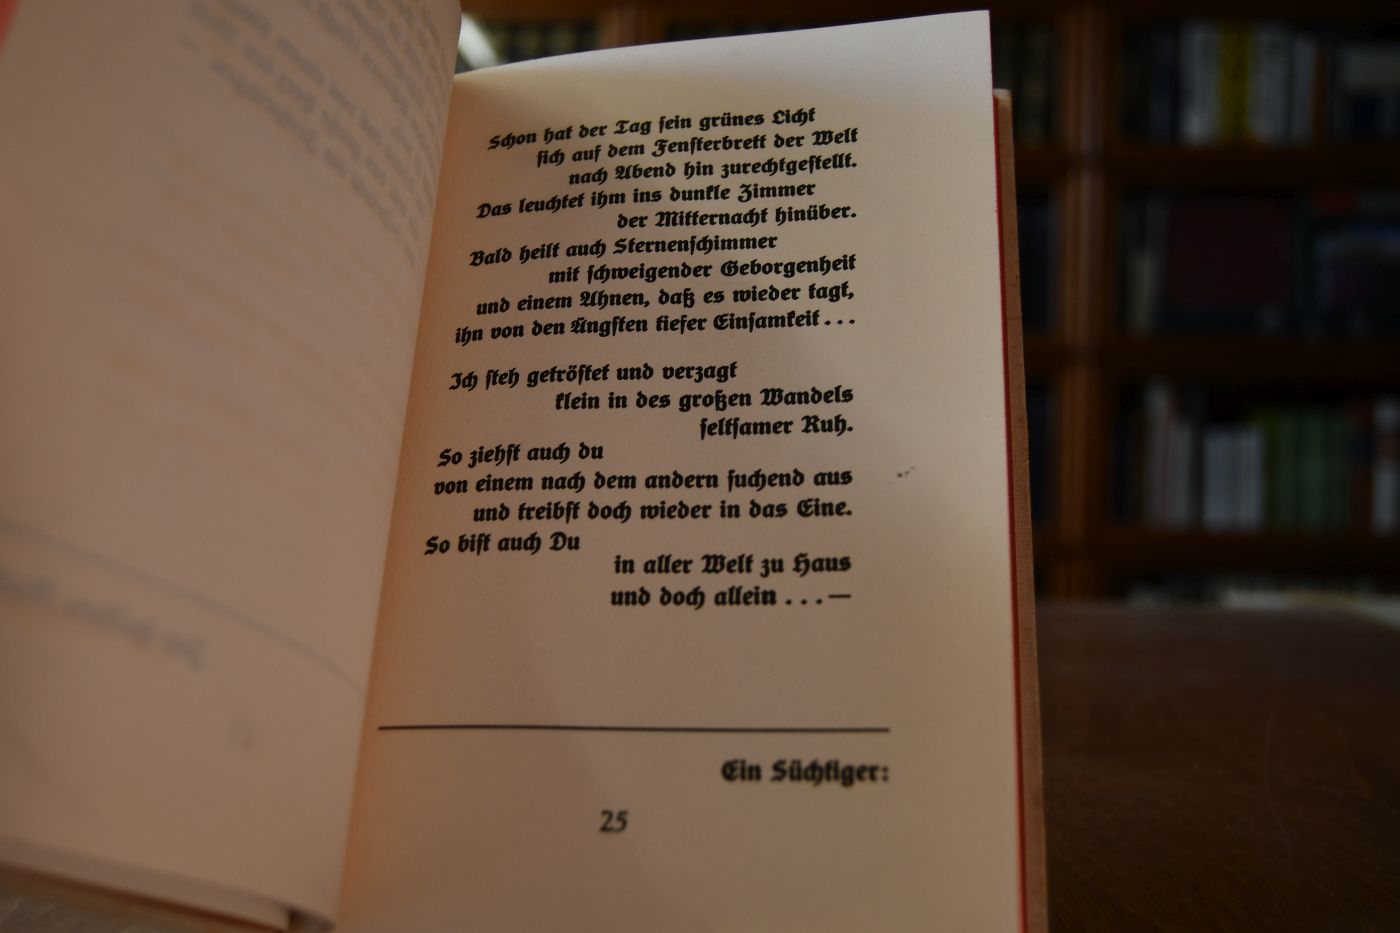 Schon hat der Tag sein grünes Licht
sich auf dem Fensterbrett der Welt
nach Abend hin zurechtgestellt.
Das leuchtet ihm ins dunkle Zimmer
der Mitternacht hinüber.
Bald heilt auch Sternenschimmer
mit schweigender Geborgenheit
und einem Ahnen, daß es wieder tagt,
ihn von den Ängsten tiefer Einsamkeit . . .
Ich steh getröstet und verzagt
klein in des großen Wandels
seltsamer Ruh.
So ziehst auch du
von einem nach dem andern suchend aus
und treibst doch wieder in das Eine.
So bist auch Du
in aller Welt zu Haus
und doch allein . . . —
Ein Süchtiger:
25